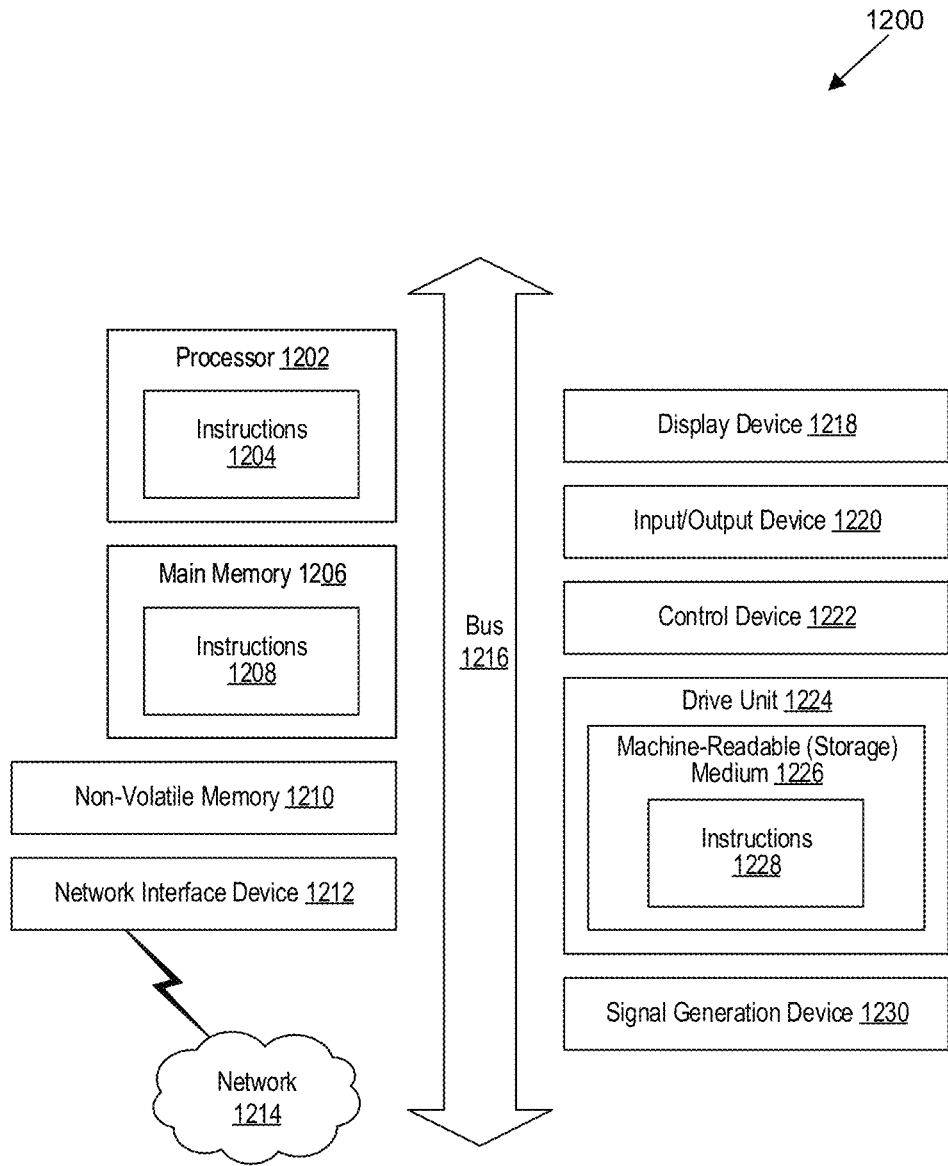 1200
Processor 1202
Instructions
1204
Main Memory 1206
Instructions
1208
Non-Volatile Memory 1210
Network Interface Device 1212
Network
1214
Bus
1216
Display Device 1218
Input/Output Device 1220
Control Device 1222
Drive Unit 1224
Machine-Readable (Storage)
Medium 1226
Instructions
1228
Signal Generation Device 1230